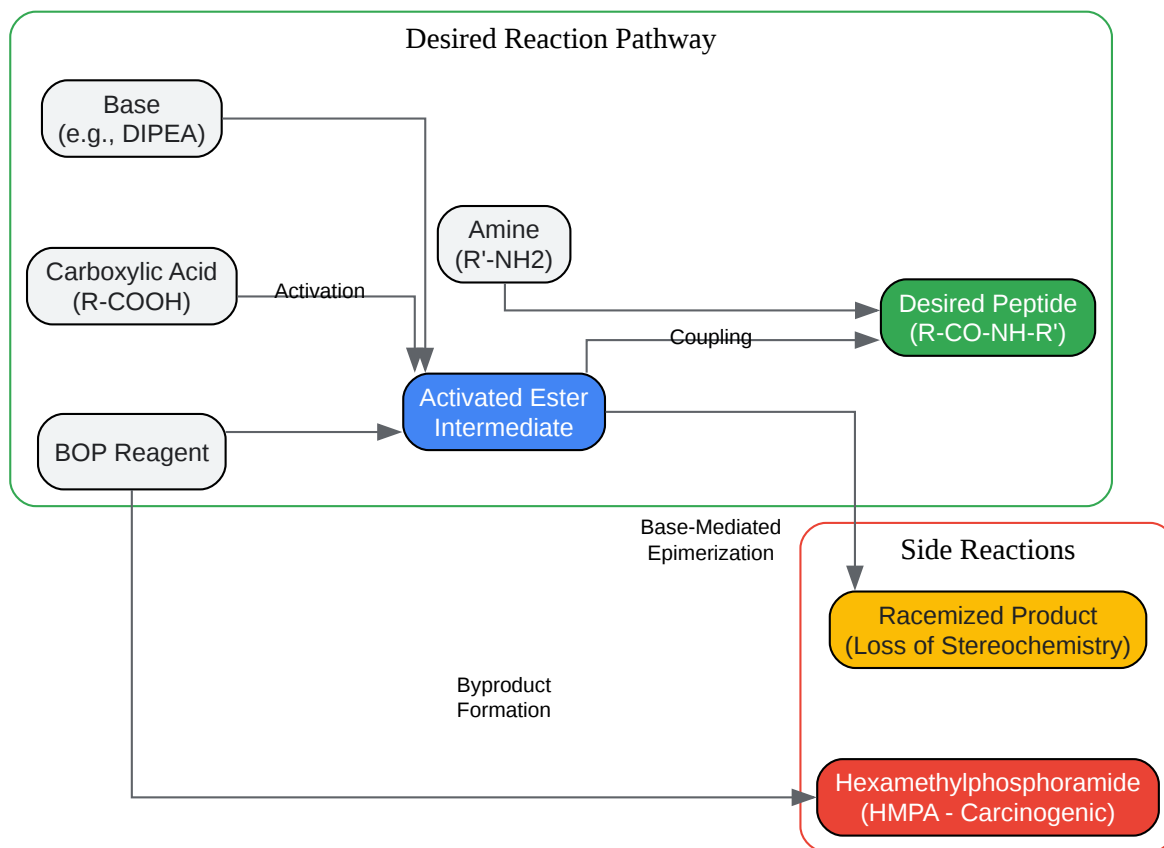 Desired Reaction Pathway
Base
(e.g., DIPEA)
Amine
(R'-NH2)
Carboxylic Acid
(R-COOH)
Activation
Desired Peptide
(R-CO-NH-R')
Coupling
Activated Ester
Intermediate
BOP Reagent
Base-Mediated
Epimerization
Side Reactions
Racemized Product
(Loss of Stereochemistry)
Byproduct
Formation
Hexamethylphosphoramide
(HMPA - Carcinogenic)